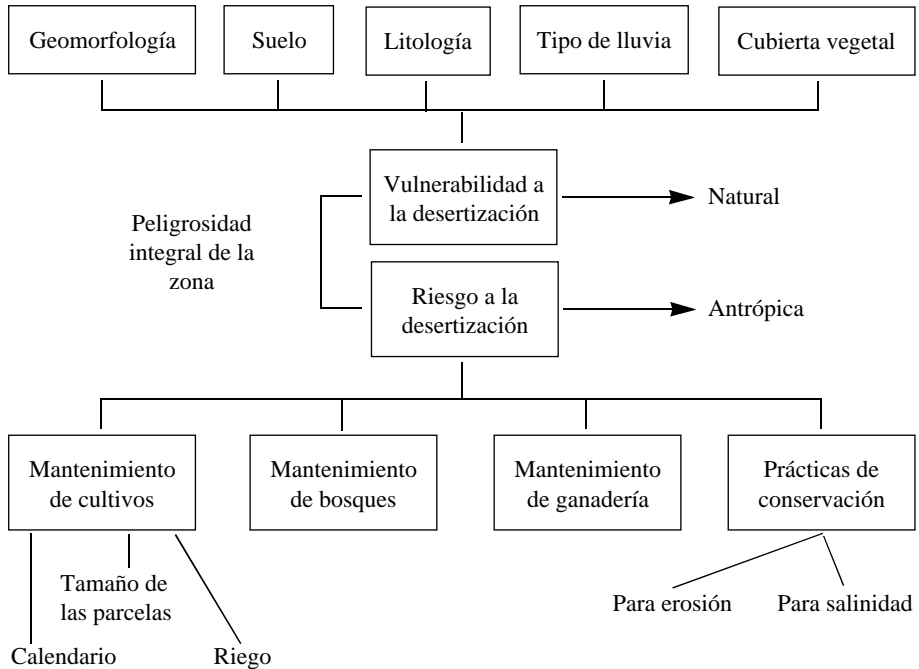 Geomorfología
Suelo
Litología
Tipo de lluvia
Cubierta vegetal
Vulnerabilidad a
la desertización
Natural
Peligrosidad
integral de la
zona
Riesgo a la
desertización
Antrópica
Mantenimiento
de cultivos
Mantenimiento
de bosques
Mantenimiento
de ganadería
Prácticas de
conservación
Tamaño de
las parcelas
Calendario
Riego
Para erosión
Para salinidad